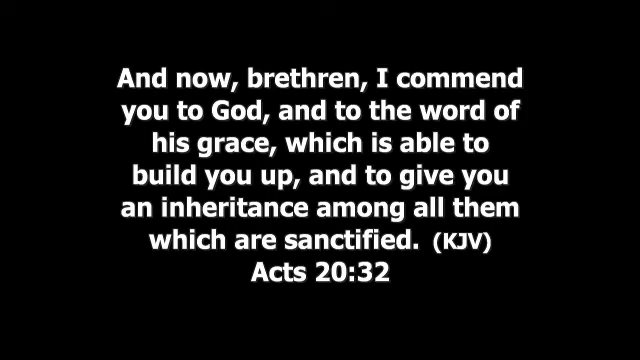 And now, brethren, I commend
you to God, and to the word of
his grace, which is able to
build you up, and to give you
an inheritance among all them
which are sanctified. (KJV)
Acts 20:32